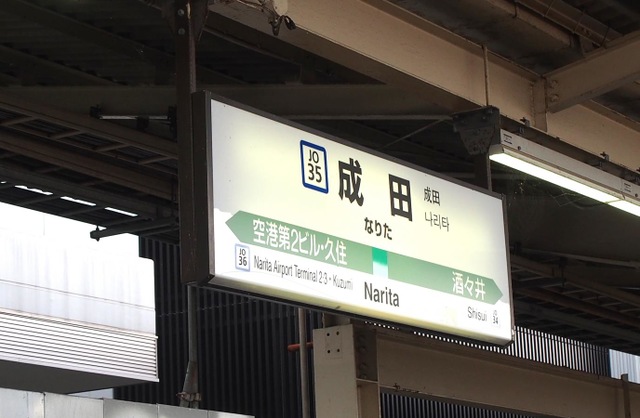 JO
35
成田
成田
나리타
なりた
空港第2ビル・久住
酒々井
JO
36
Narita Airport Terminal 2·3・Kuzumi
Narita
Shisui
JO
34